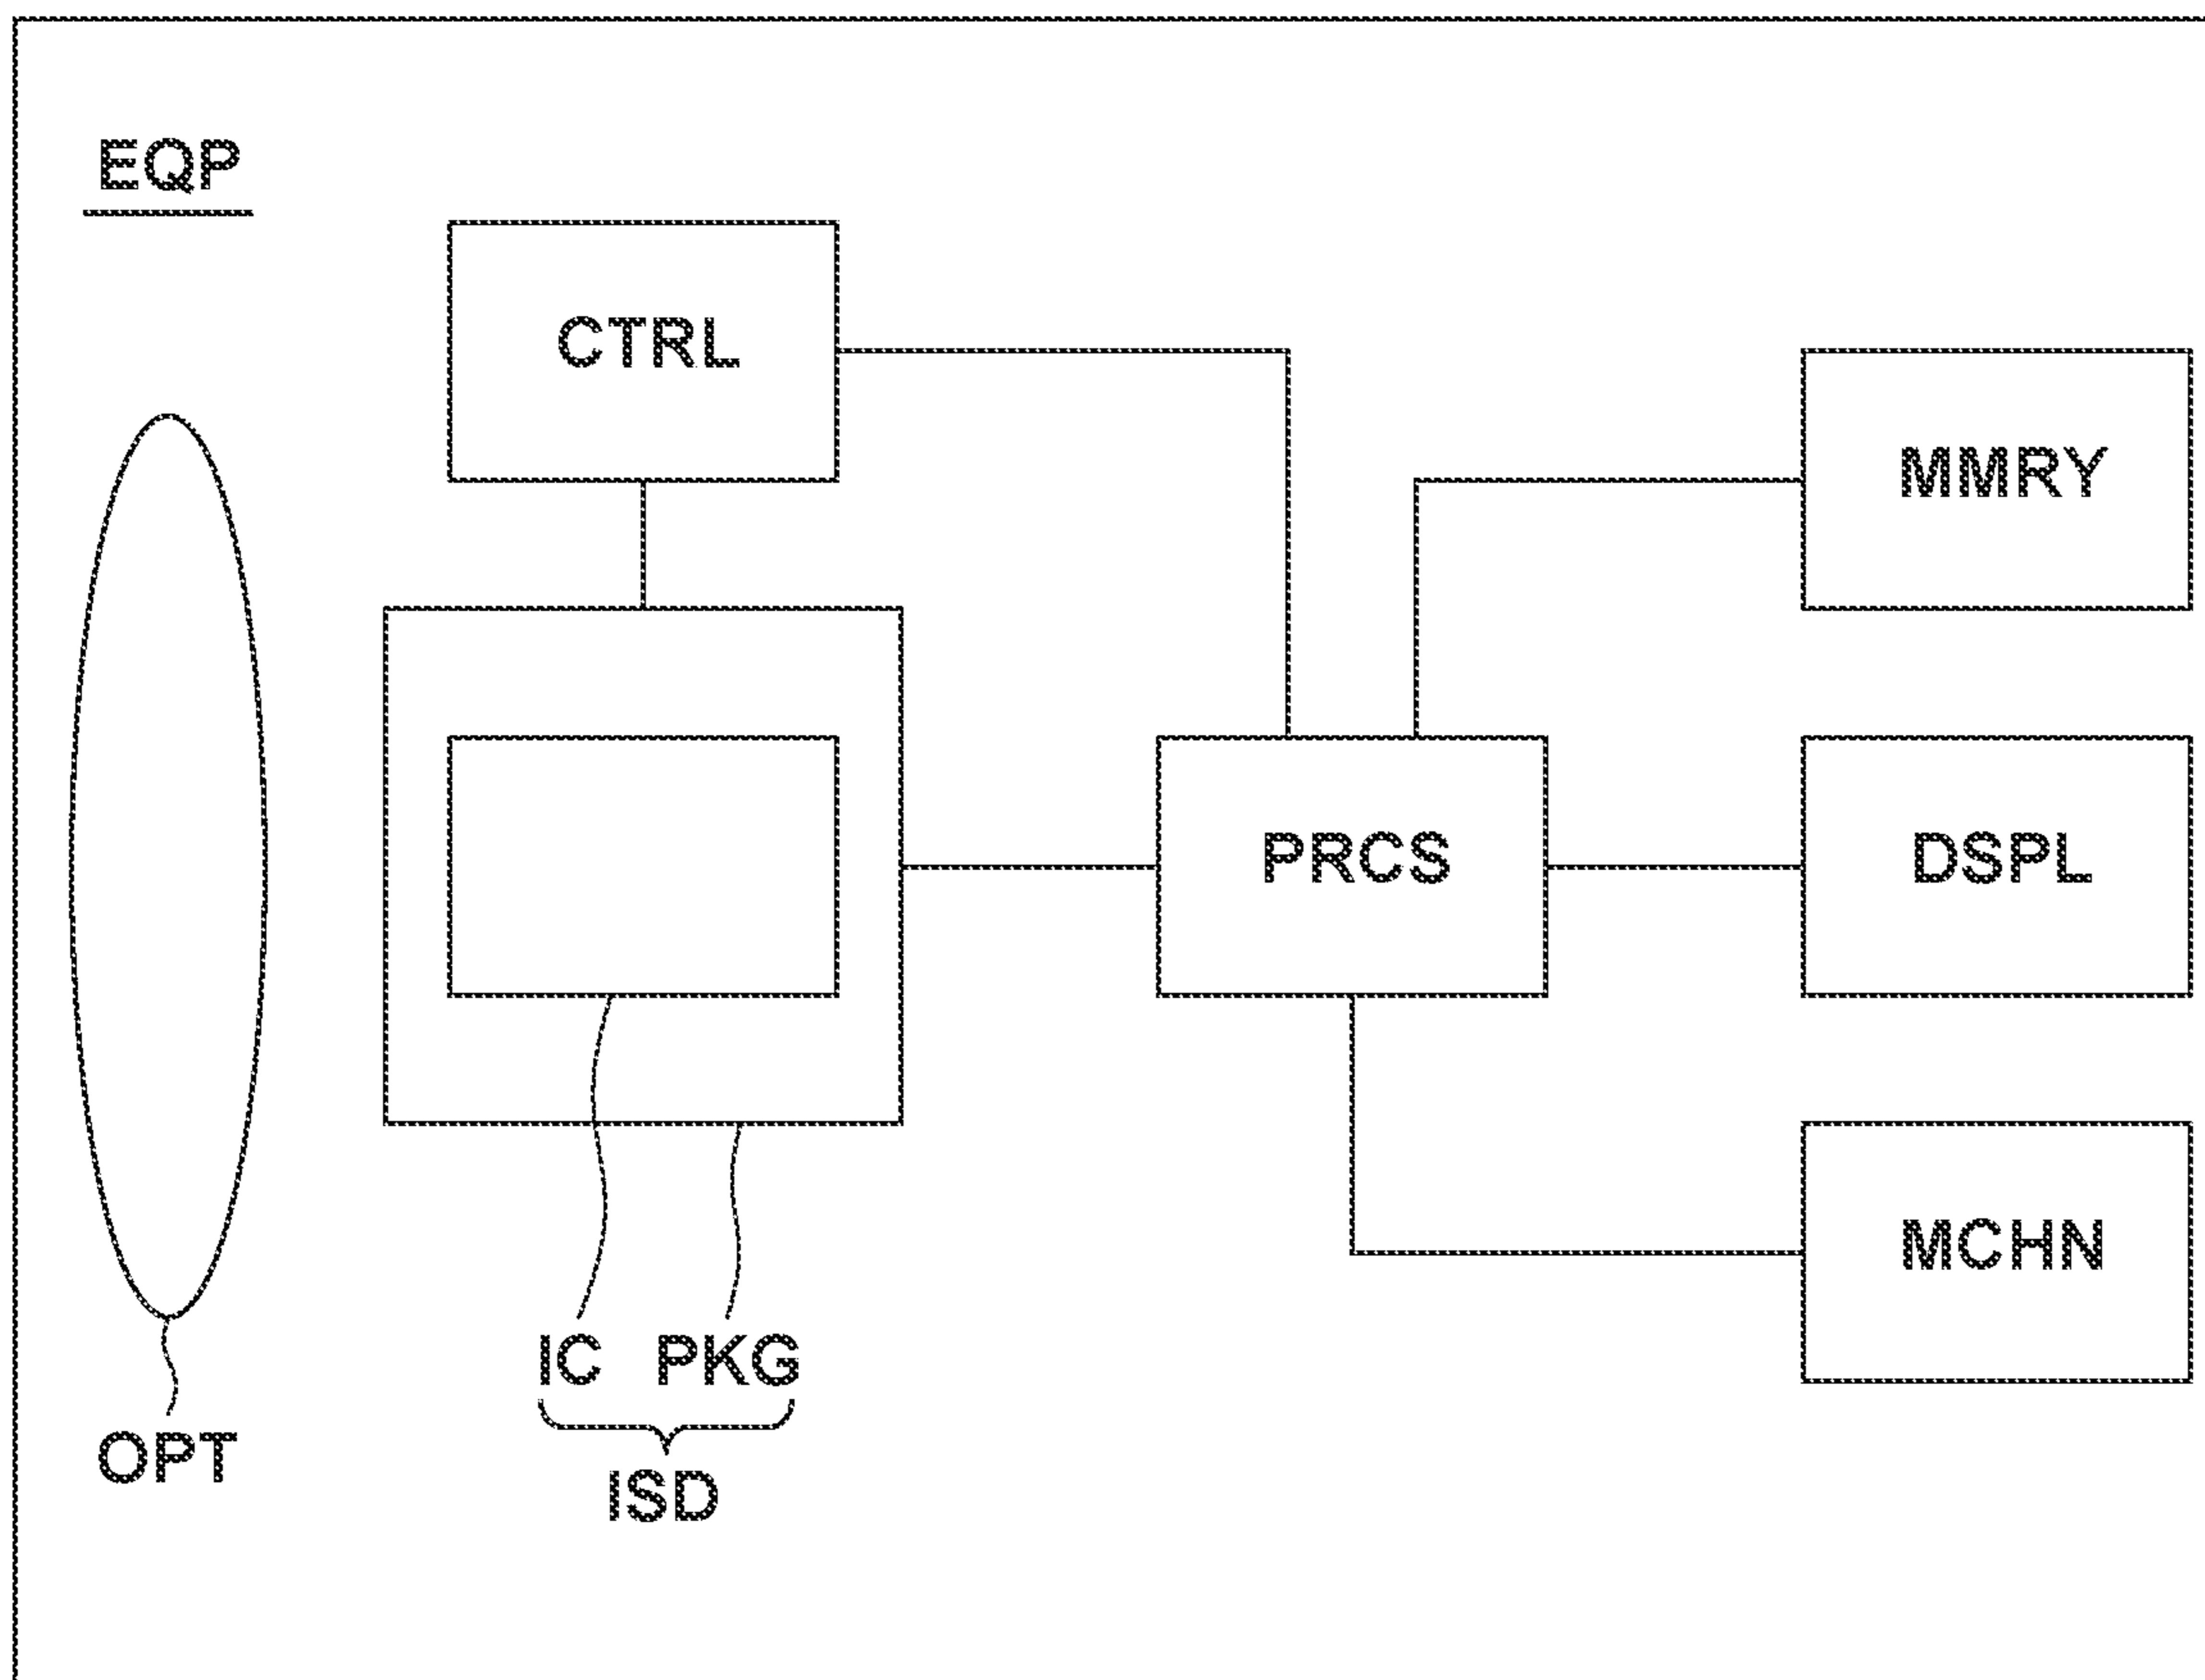 EQP
CTRL
MMRY
PRCS
DSPL
MCHN
IC PKG
OPT
ISD